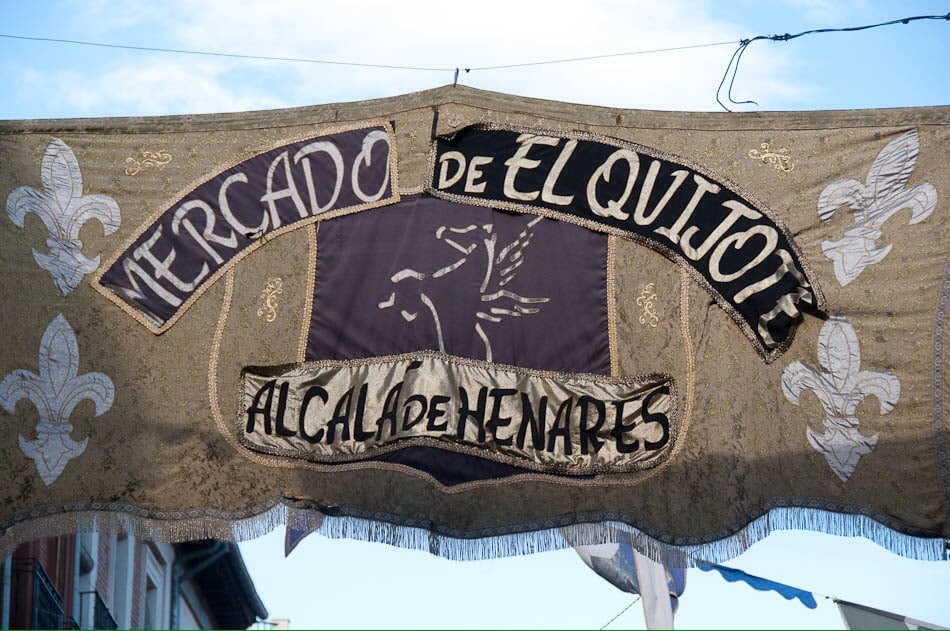 MERCADO DE EL QUIJOTE
ALCALÁ DE HENARES